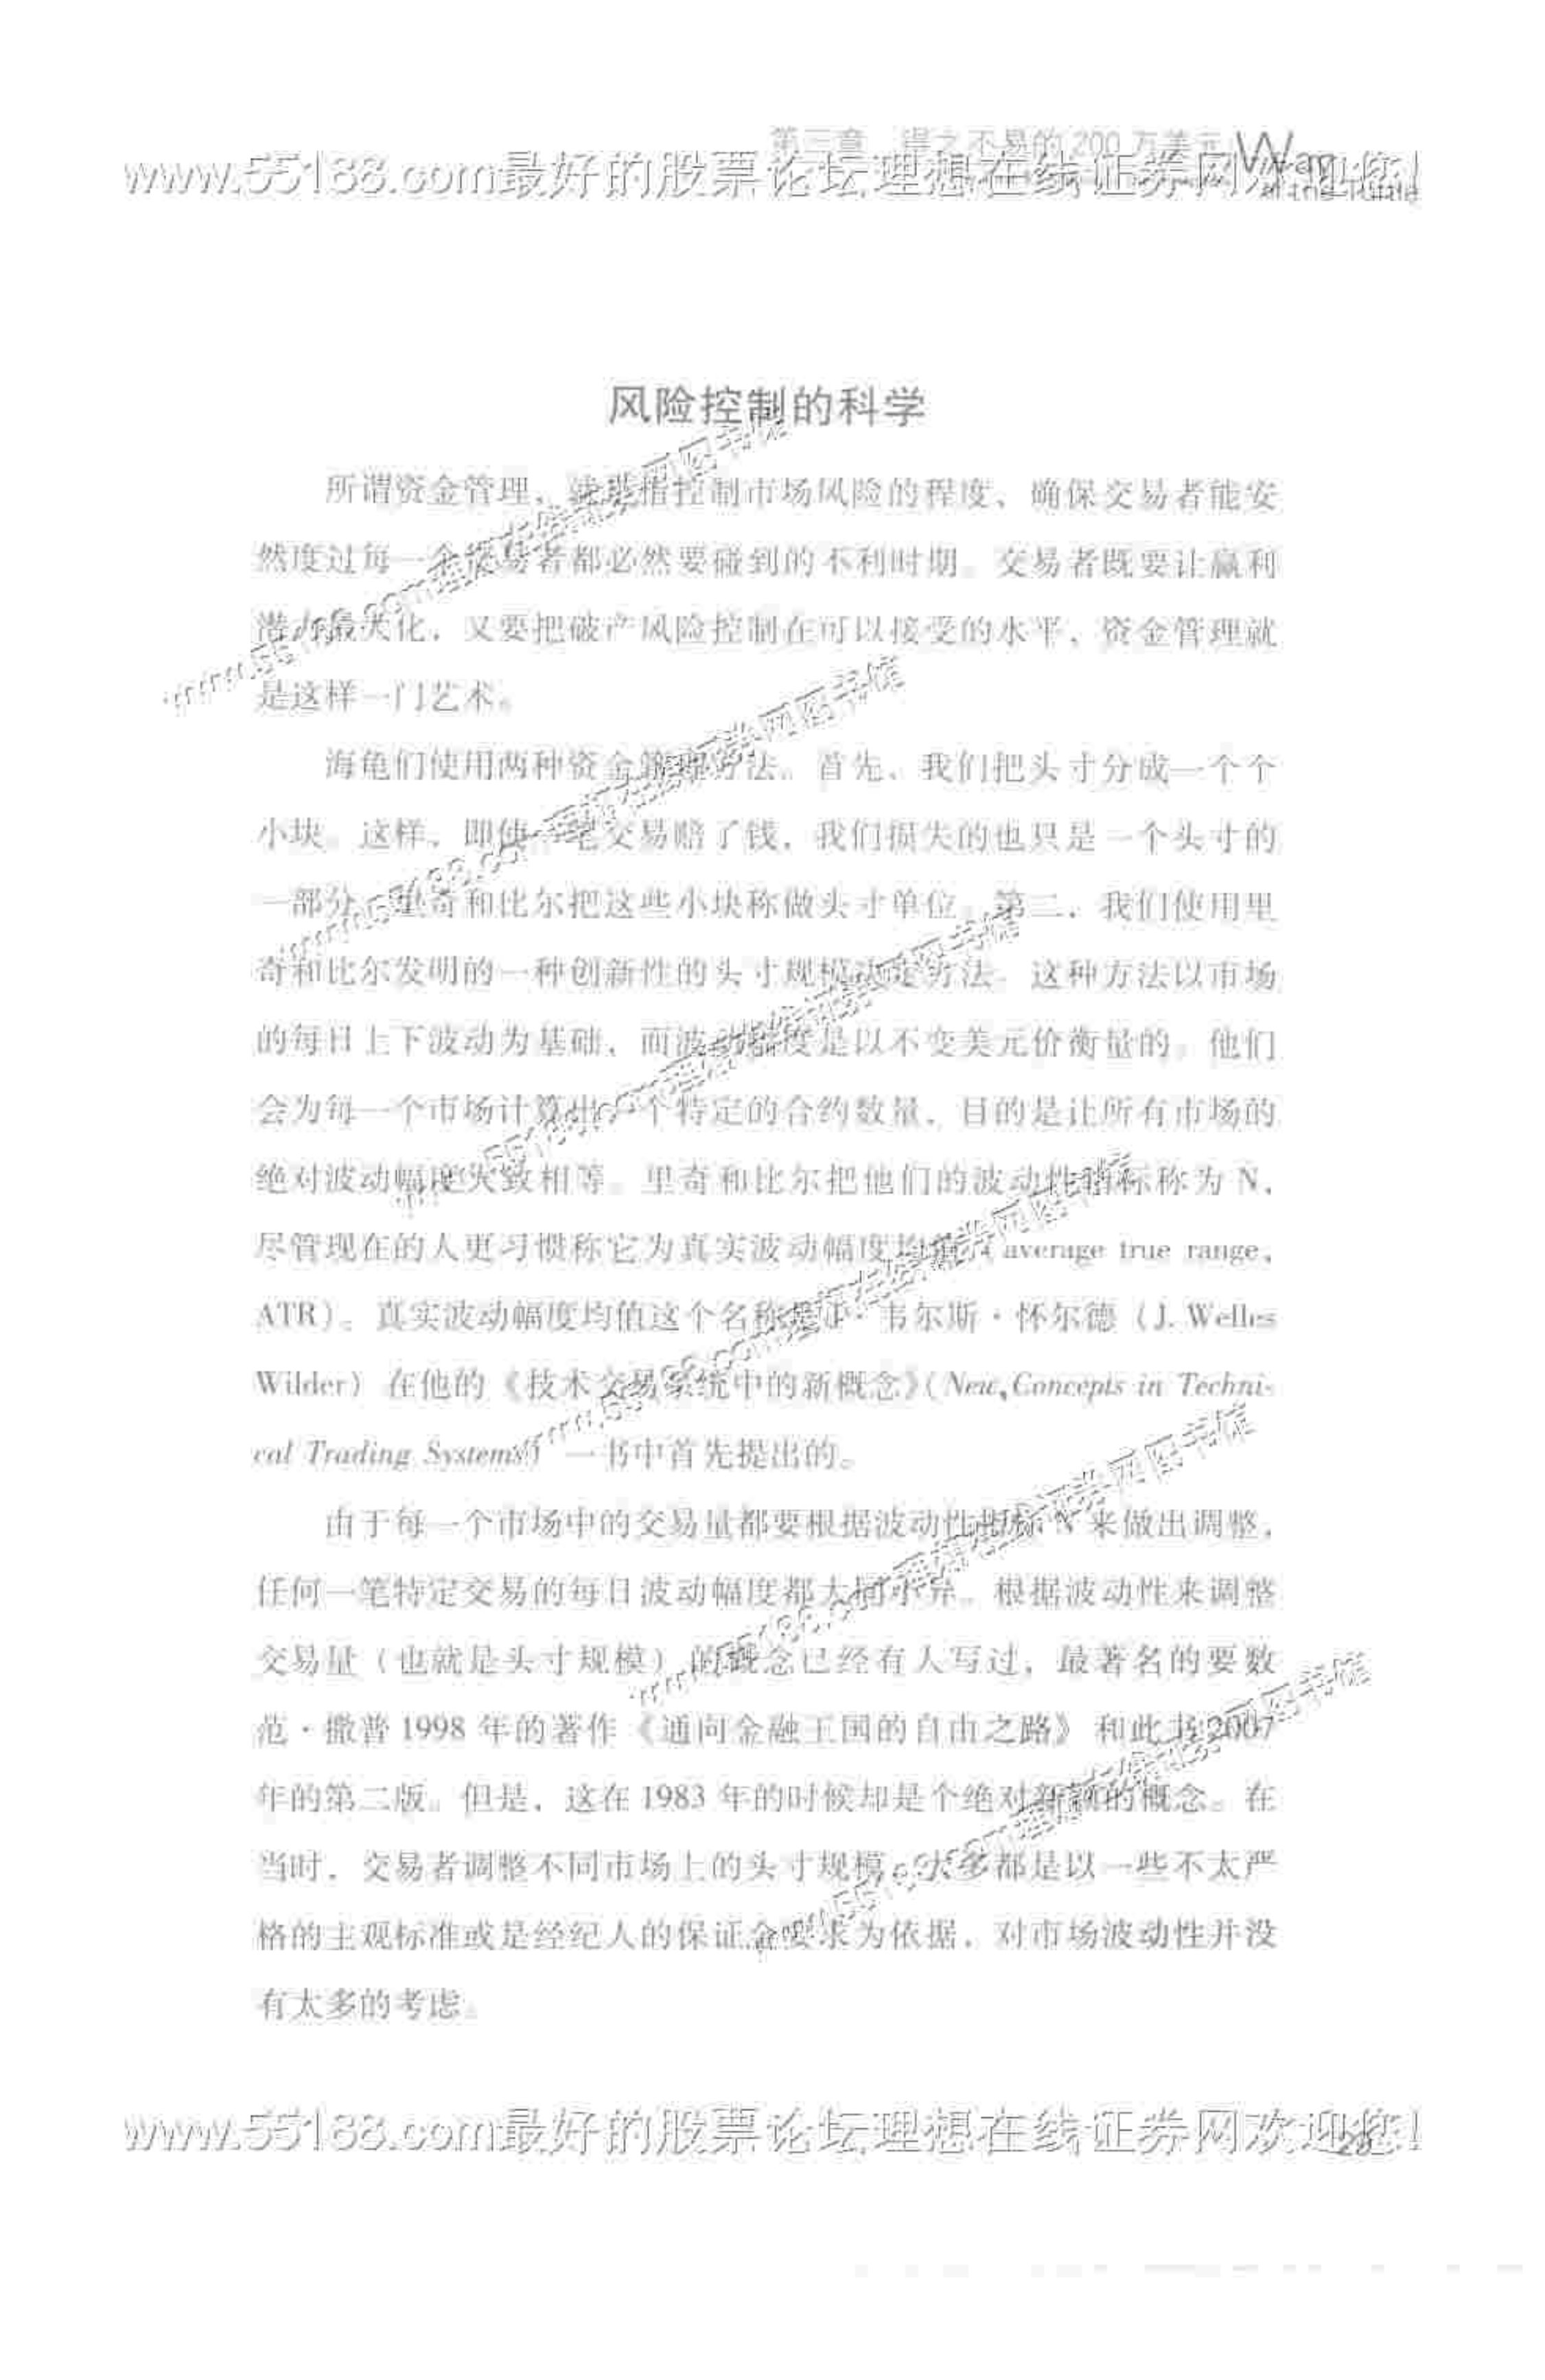 第三章 得之不易的200万美元 Way
of the Turtle
www.55188.com最好的股票论坛理想在线证券网欢迎您!
风险控制的科学
所谓资金管理，就是指控制市场风险的程度，确保交易者能安
然度过每一个交易者都必然要碰到的不利时期。交易者既要让赢利
潜力最大化，又要把破产风险控制在可以接受的水平，资金管理就
是这样一门艺术。
海龟们使用两种资金管理方法。首先，我们把头寸分成一个个
小块。这样，即使一笔交易赔了钱，我们损失的也只是一个头寸的
一部分。里奇和比尔把这些小块称做头寸单位。第二，我们使用里
奇和比尔发明的一种创新性的头寸规模决定方法。这种方法以市场
的每日上下波动为基础，而波动幅度是以不变美元价衡量的。他们
会为每一个市场计算出一个特定的合约数量，目的是让所有市场的
绝对波动幅度大致相等。里奇和比尔把他们的波动性指标称为 N，
尽管现在的人更习惯称它为真实波动幅度均值（average true range，
ATR）。真实波动幅度均值这个名称是J·韦尔斯·怀尔德（J. Welles
Wilder）在他的《技术交易系统中的新概念》（New Concepts in Techni-
cal Trading Systems）一书中首先提出的。
由于每一个市场中的交易量都要根据波动性指标 N 来做出调整，
任何一笔特定交易的每日波动幅度都大同小异。根据波动性来调整
交易量（也就是头寸规模）的概念已经有人写过，最著名的要数
范·撒普 1998 年的著作《通向金融王国的自由之路》和此书 2007
年的第二版。但是，这在 1983 年的时候却是个绝对新颖的概念。在
当时，交易者调整不同市场上的头寸规模，大多都是以一些不太严
格的主观标准或是经纪人的保证金要求为依据，对市场波动性并没
有太多的考虑。
www.55188.com最好的股票论坛理想在线证券网欢迎您!